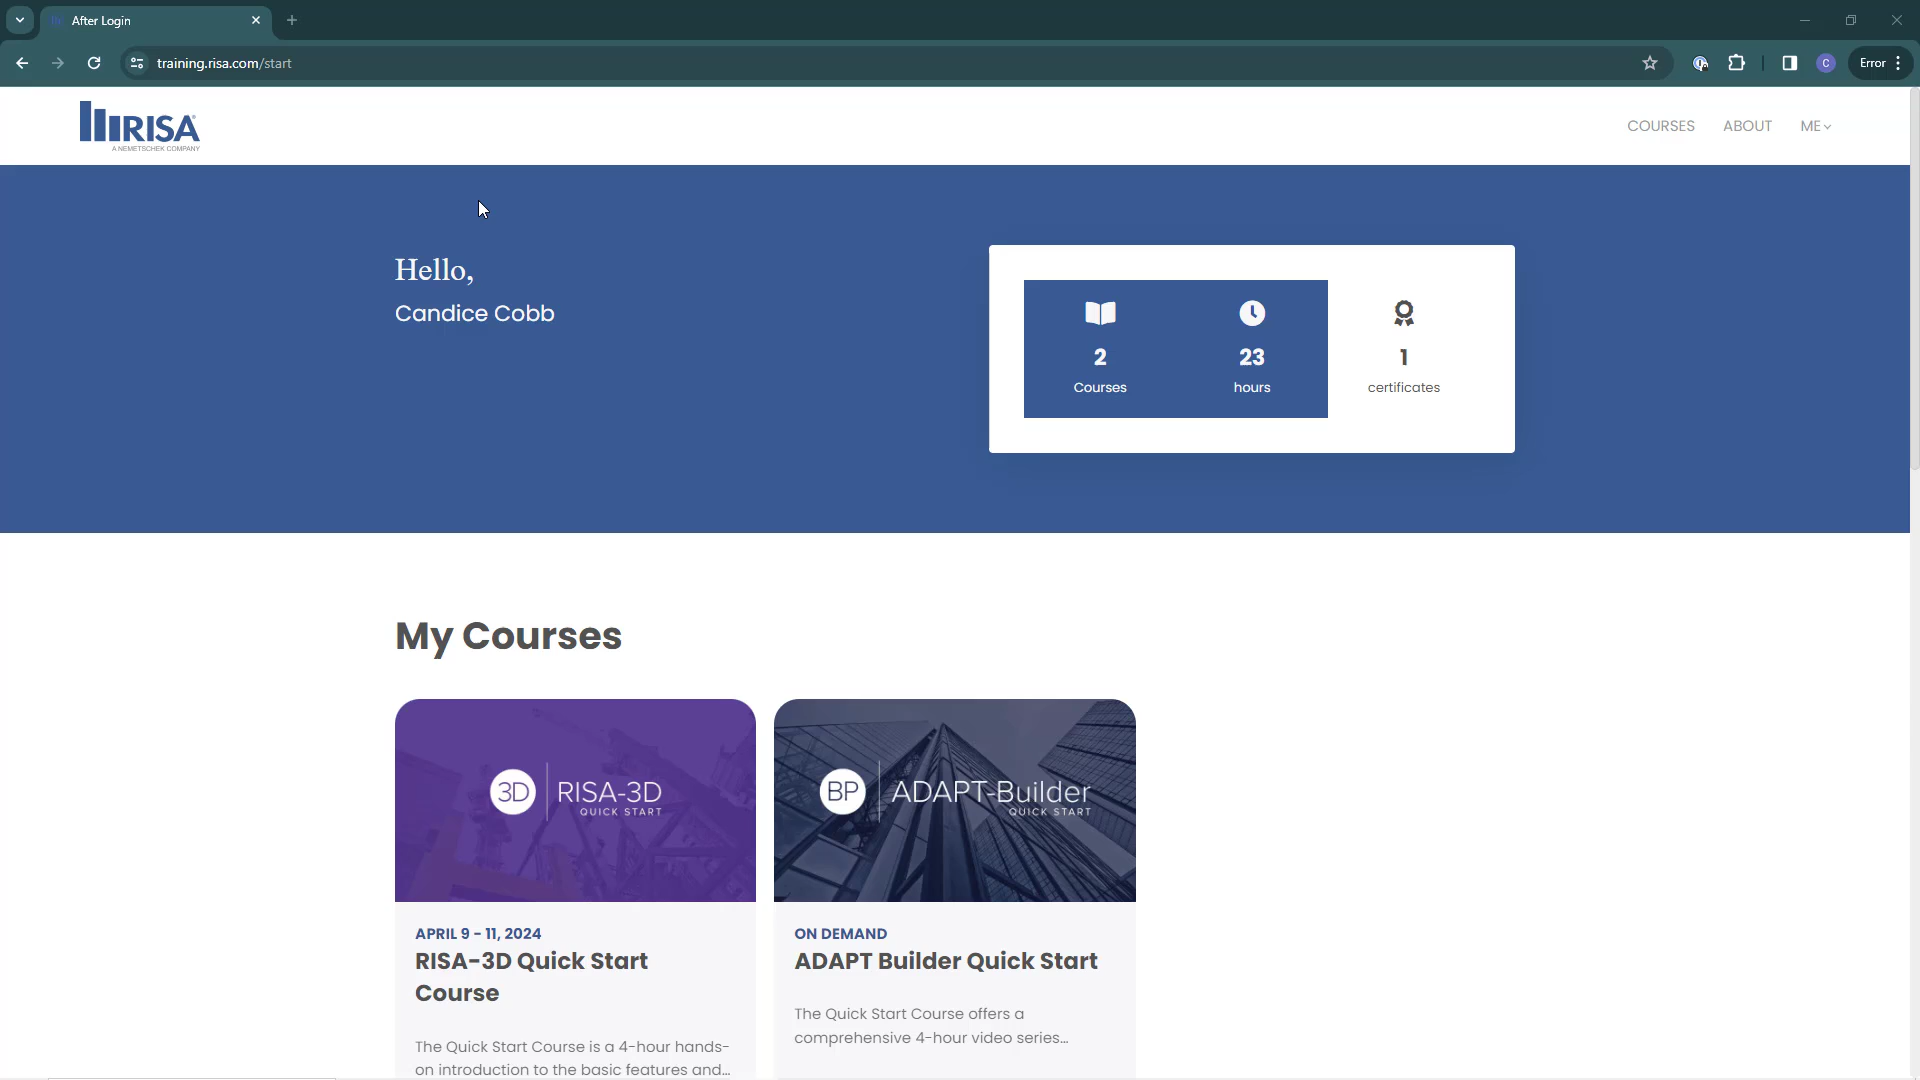 After Login
training.risa.com/start
C
Error
RISA
A NEMETSCHEK COMPANY
COURSES
ABOUT
ME
Hello,
Candice Cobb
2
Courses
23
hours
1
certificates
My Courses
3D RISA-3D
QUICK START
BP ADAPT-Builder
QUICK START
APRIL 9 - 11, 2024
RISA-3D Quick Start
Course
The Quick Start Course is a 4-hour hands-
on introduction to the basic features and...
ON DEMAND
ADAPT Builder Quick Start
The Quick Start Course offers a
comprehensive 4-hour video series...